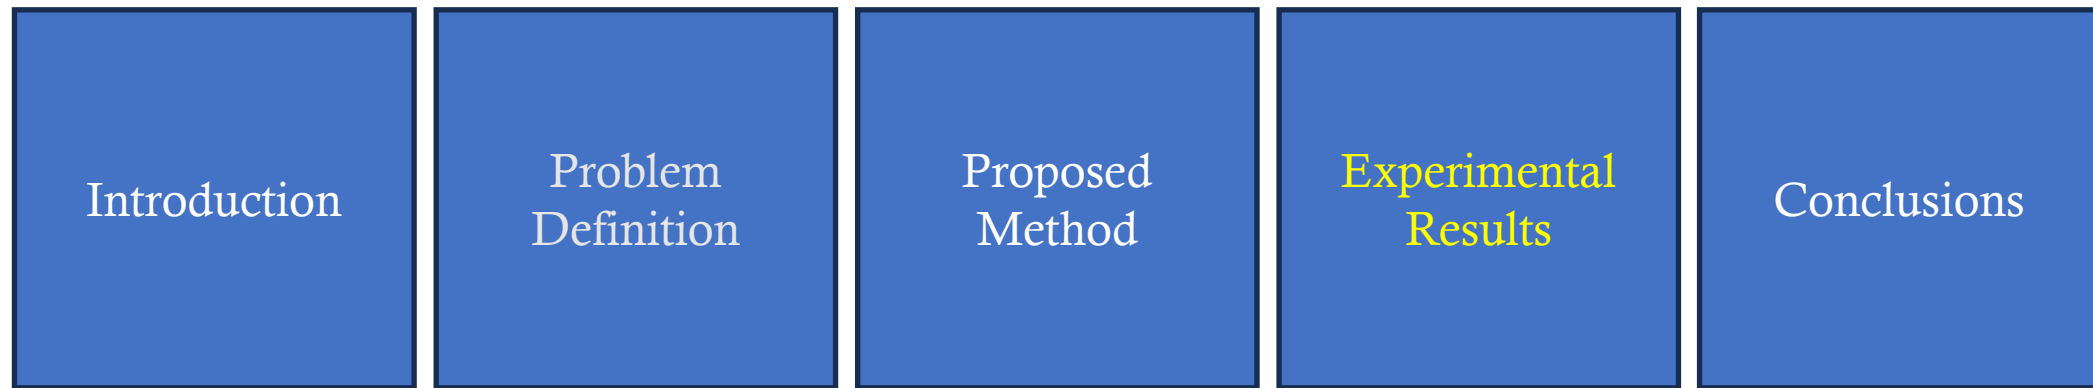 Introduction
Problem
Definition
Proposed
Method
Experimental
Results
Conclusions